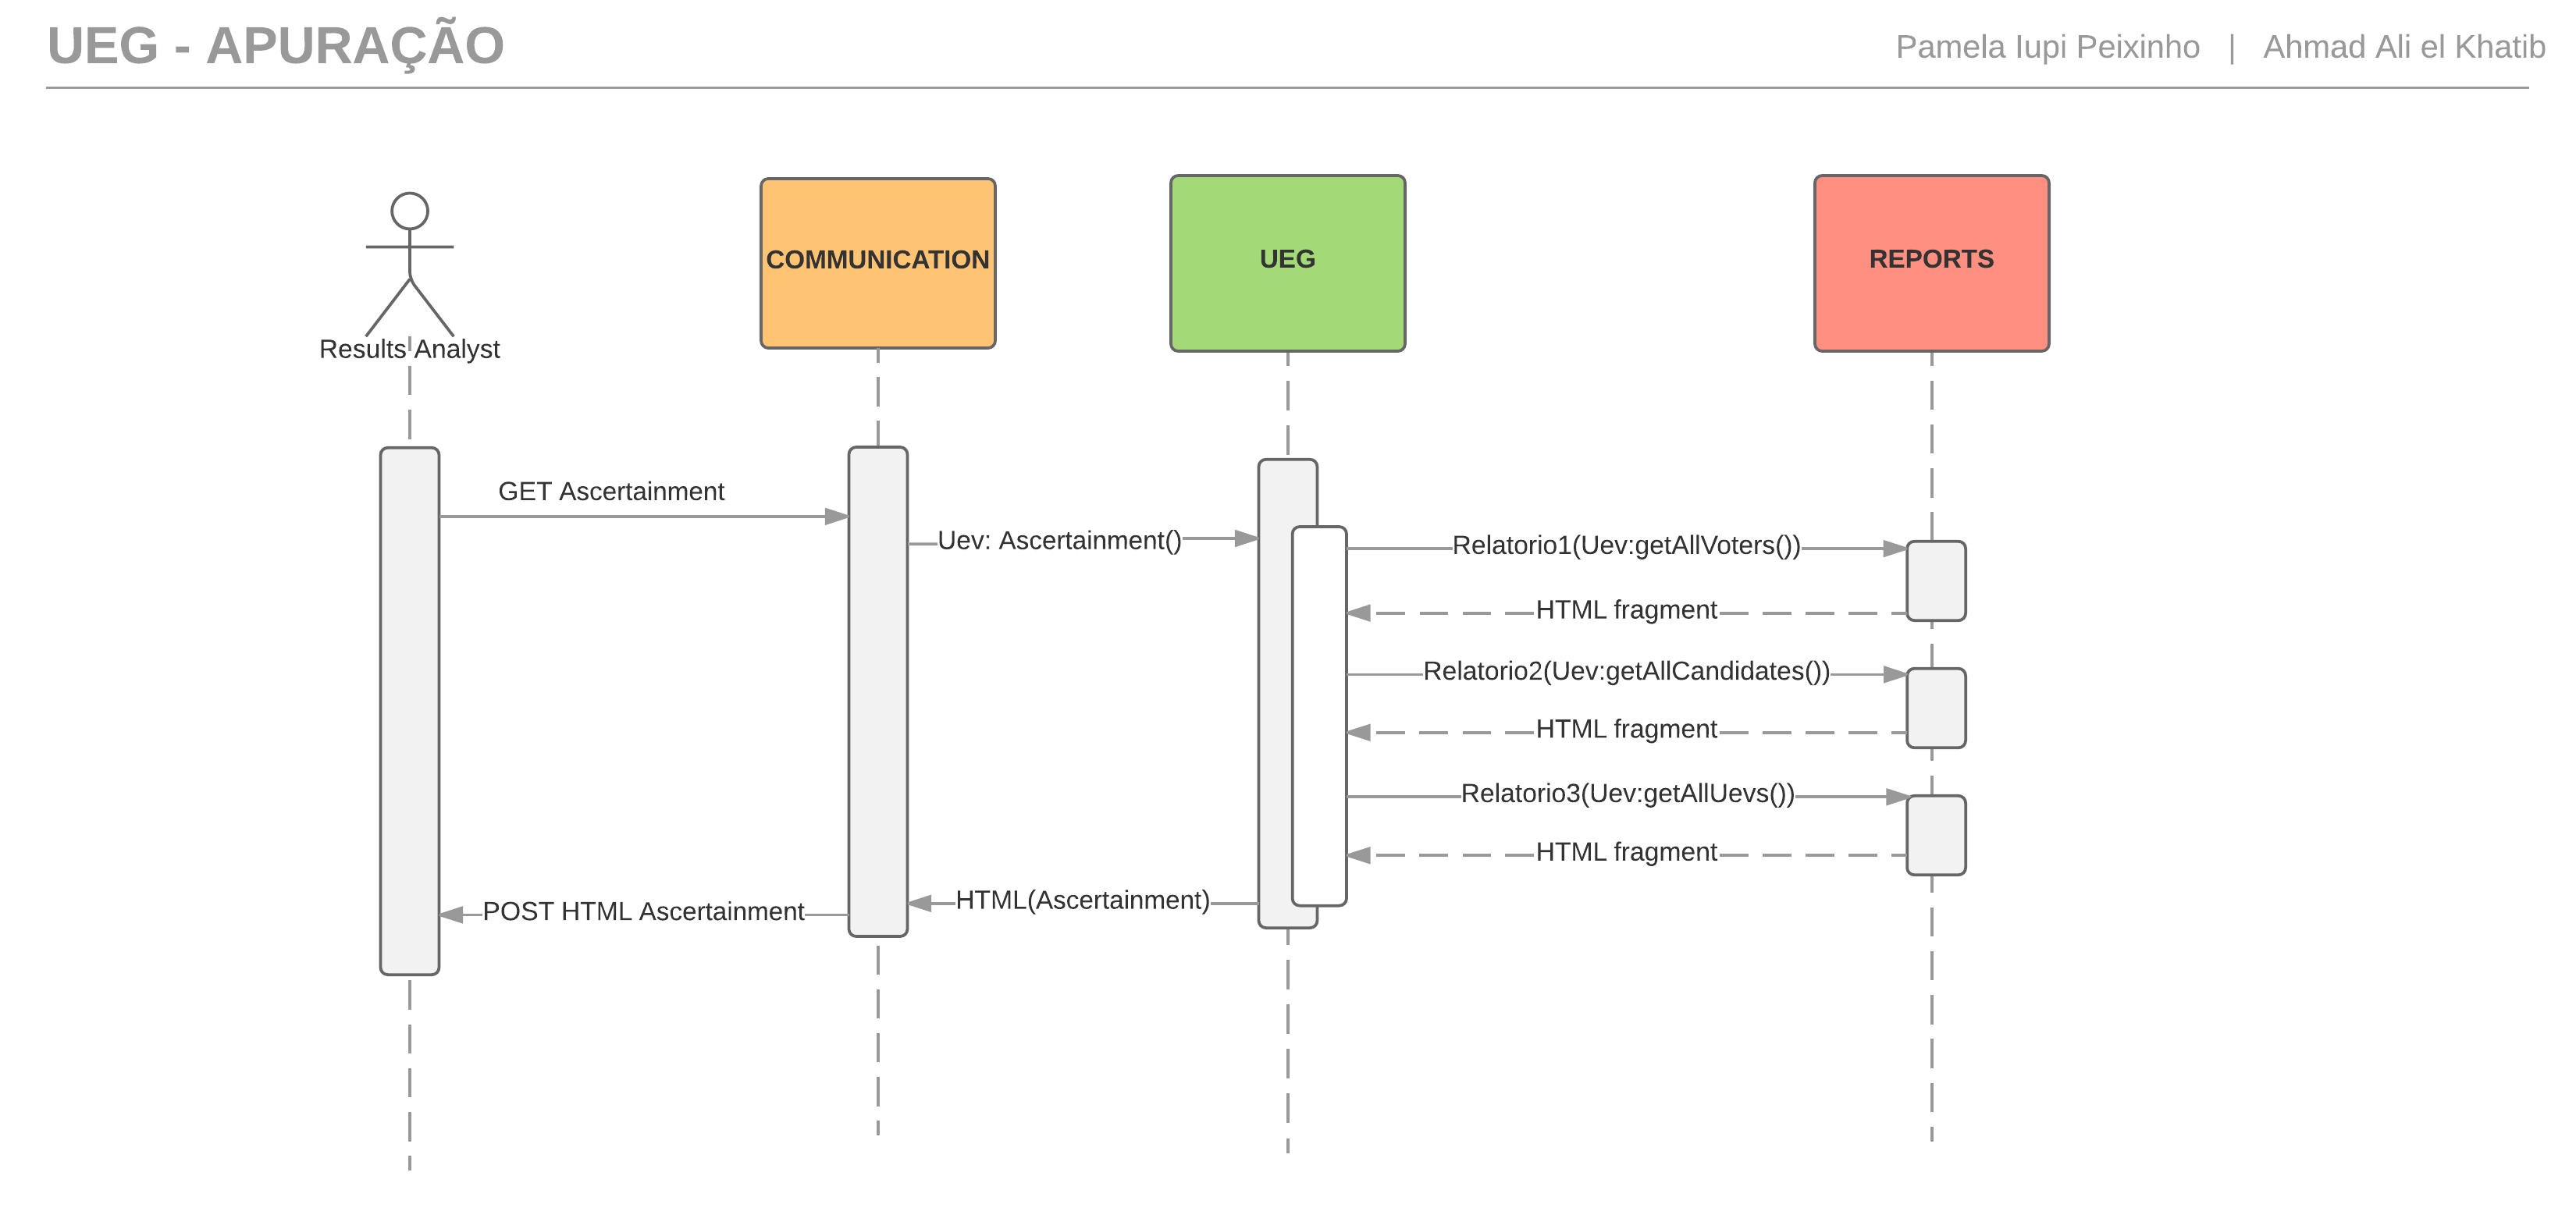 UEG - APURAÇÃO
Pamela Iupi Peixinho | Ahmad Ali el Khatib
COMMUNICATION
UEG
REPORTS
Results Analyst
GET Ascertainment
Uev: Ascertainment()
Relatorio1(Uev:getAllVoters())
HTML fragment
Relatorio2(Uev:getAllCandidates())
HTML fragment
Relatorio3(Uev:getAllUevs())
HTML fragment
HTML(Ascertainment)
POST HTML Ascertainment